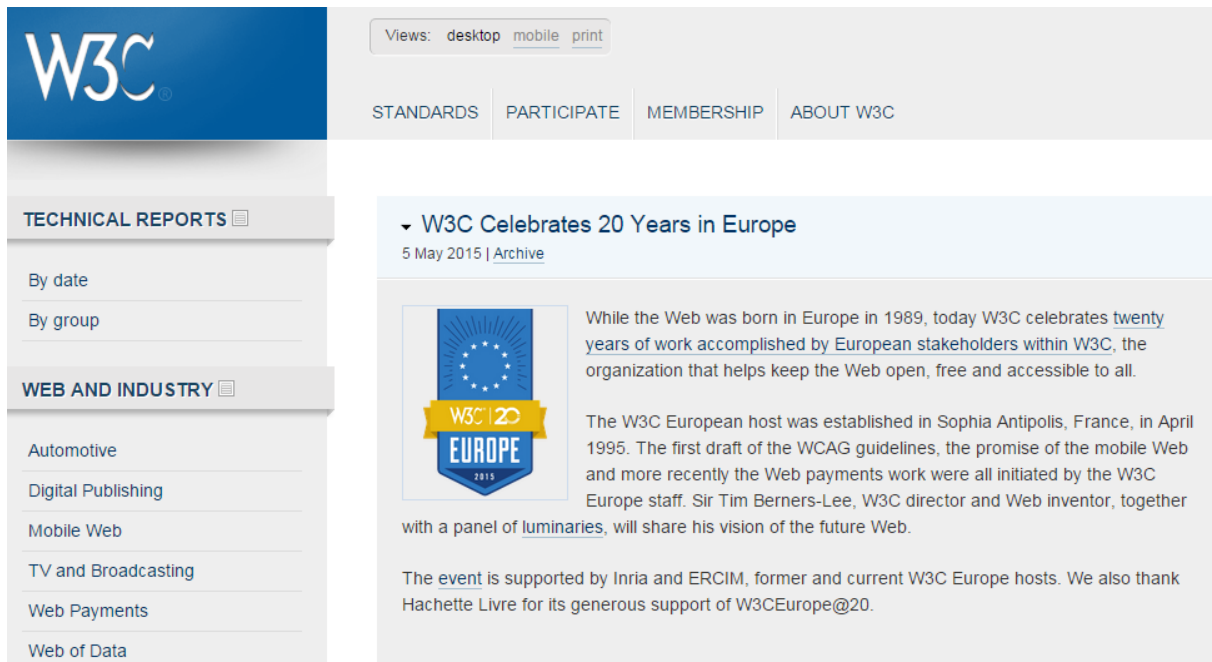 W3C®
Views: desktop mobile print
STANDARDS PARTICIPATE MEMBERSHIP ABOUT W3C
TECHNICAL REPORTS
By date
By group
WEB AND INDUSTRY
Automotive
Digital Publishing
Mobile Web
TV and Broadcasting
Web Payments
Web of Data
W3C Celebrates 20 Years in Europe
5 May 2015 | Archive
W3C® 20
EUROPE
2015
While the Web was born in Europe in 1989, today W3C celebrates twenty
years of work accomplished by European stakeholders within W3C, the
organization that helps keep the Web open, free and accessible to all.
The W3C European host was established in Sophia Antipolis, France, in April
1995. The first draft of the WCAG guidelines, the promise of the mobile Web
and more recently the Web payments work were all initiated by the W3C
Europe staff. Sir Tim Berners-Lee, W3C director and Web inventor, together
with a panel of luminaries, will share his vision of the future Web.
The event is supported by Inria and ERCIM, former and current W3C Europe hosts. We also thank
Hachette Livre for its generous support of W3CEurope@20.